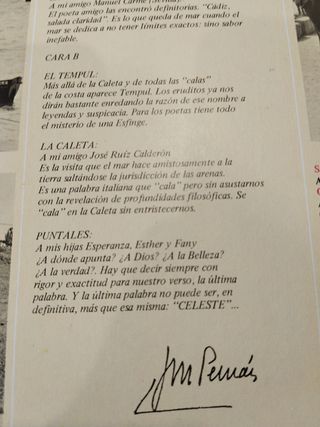 A mi amigo Manuel
El poeta amigo las encontró definitorias. "Cádiz,
salada claridad". Es lo que queda de mar cuando el
mar se dedica a no tener límites exactos: sino sabor
inefable.
CARA B
EL TEMPUL:
Más allá de la Caleta y de todas las "calas"
de la costa aparece Tempul. Los eruditos ya nos
dirán bastante enredando la razón de ese nombre a
leyendas y suspicacia. Para los poetas tiene todo
el misterio de una Esfinge.
LA CALETA:
A mi amigo José Ruíz Calderón
Es la visita que el mar hace amistosamente a la
tierra saltándose la jurisdicción de las arenas.
Es una palabra italiana que "cala" pero sin asustarnos
con la revelación de profundidades filosóficas. Se
"cala" en la Caleta sin entristecernos.
PUNTALES:
A mis hijas Esperanza, Esther y Fany
¿A dónde apunta? ¿A Dios? ¿A la Belleza?
¿A la verdad?. Hay que decir siempre con
rigor y exactitud para nuestro verso, la última
palabra. Y la última palabra no puede ser, en
definitiva, más que esa misma: "CELESTE"...
JM Pemán